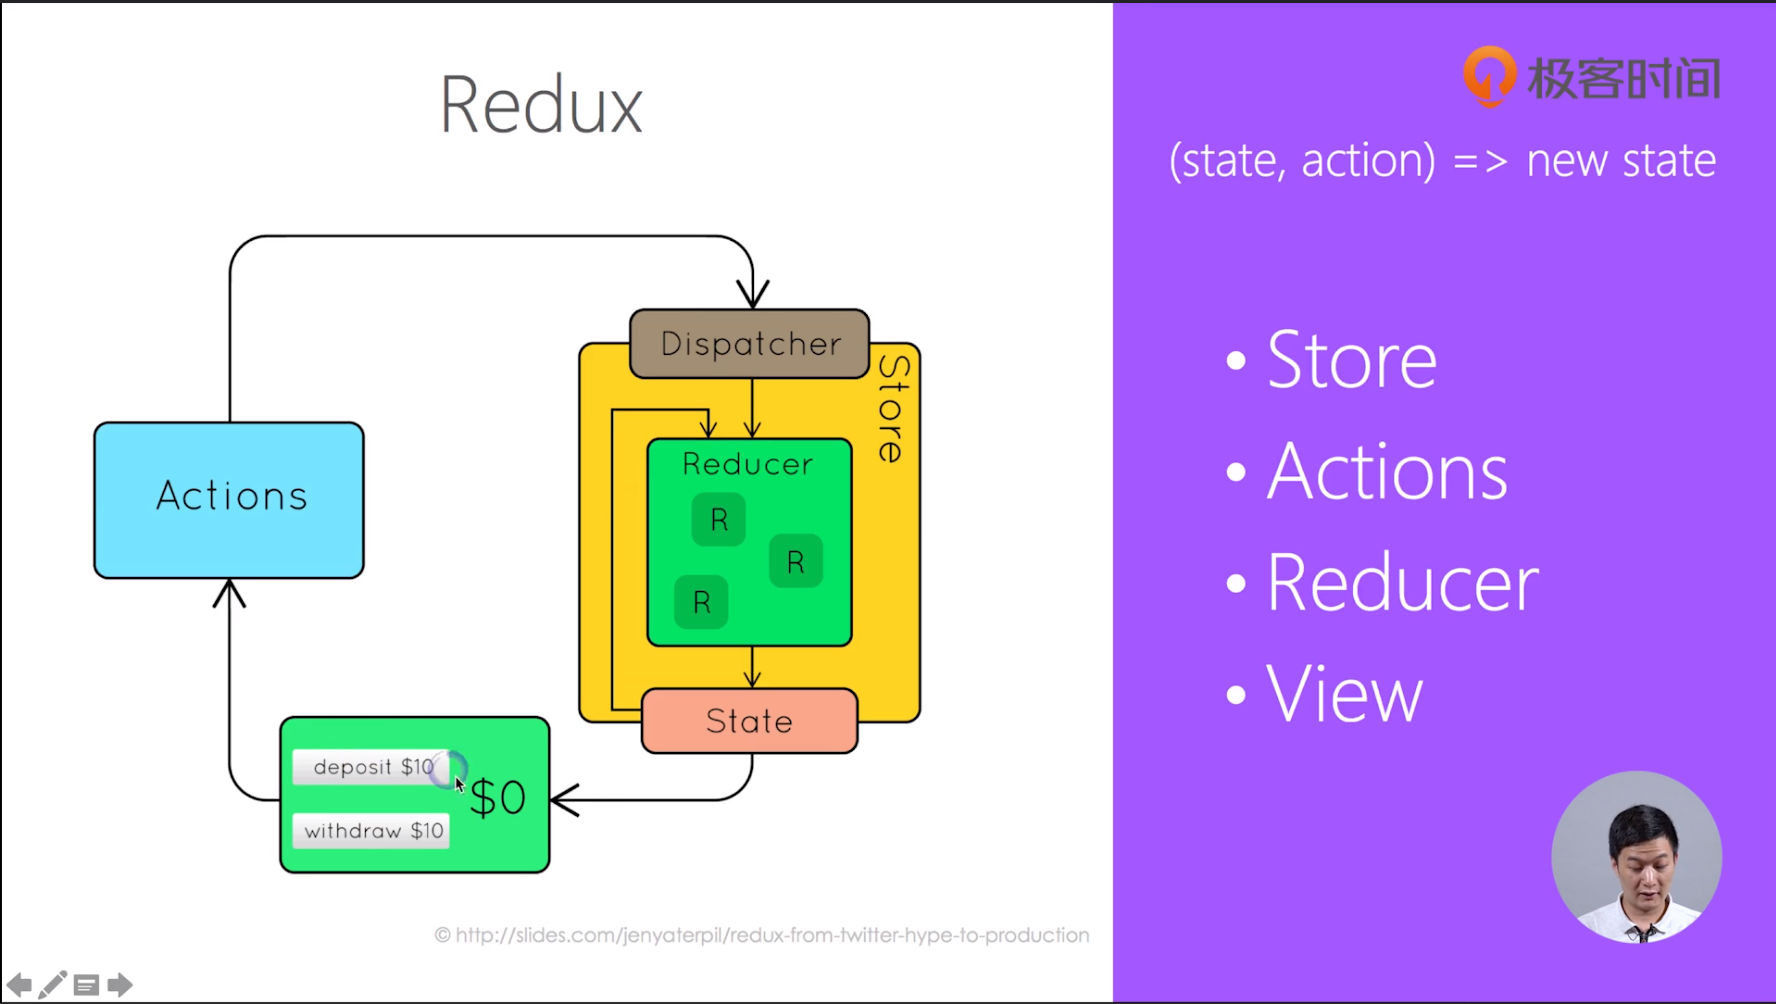 Redux
Dispatcher
Store
Reducer
R
R
R
State
Actions
deposit $10
$0
withdraw $10
© http://slides.com/jenyaterpil/redux-from-twitter-hype-to-production
极客时间
(state, action) => new state
• Store
• Actions
• Reducer
• View